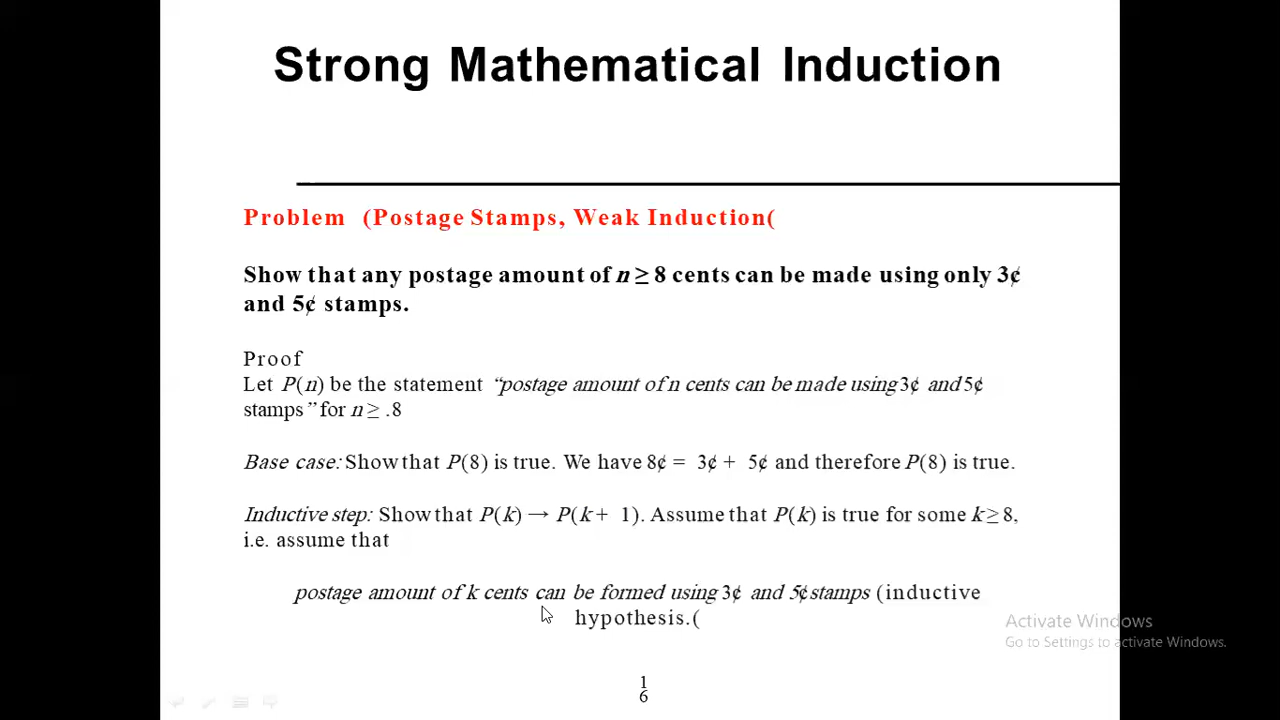 Strong Mathematical Induction
Problem (Postage Stamps, Weak Induction(
Show that any postage amount of n ≥ 8 cents can be made using only 3¢
and 5¢ stamps.
Proof
Let P(n) be the statement “postage amount of n cents can be made using 3¢ and 5¢
stamps” for n ≥ .8
Base case: Show that P(8) is true. We have 8¢ = 3¢ + 5¢ and therefore P(8) is true.
Inductive step: Show that P(k) → P(k + 1). Assume that P(k) is true for some k ≥ 8,
i.e. assume that
postage amount of k cents can be formed using 3¢ and 5¢ stamps (inductive
hypothesis.(
Activate Windows
Go to Settings to activate Windows.
1
6